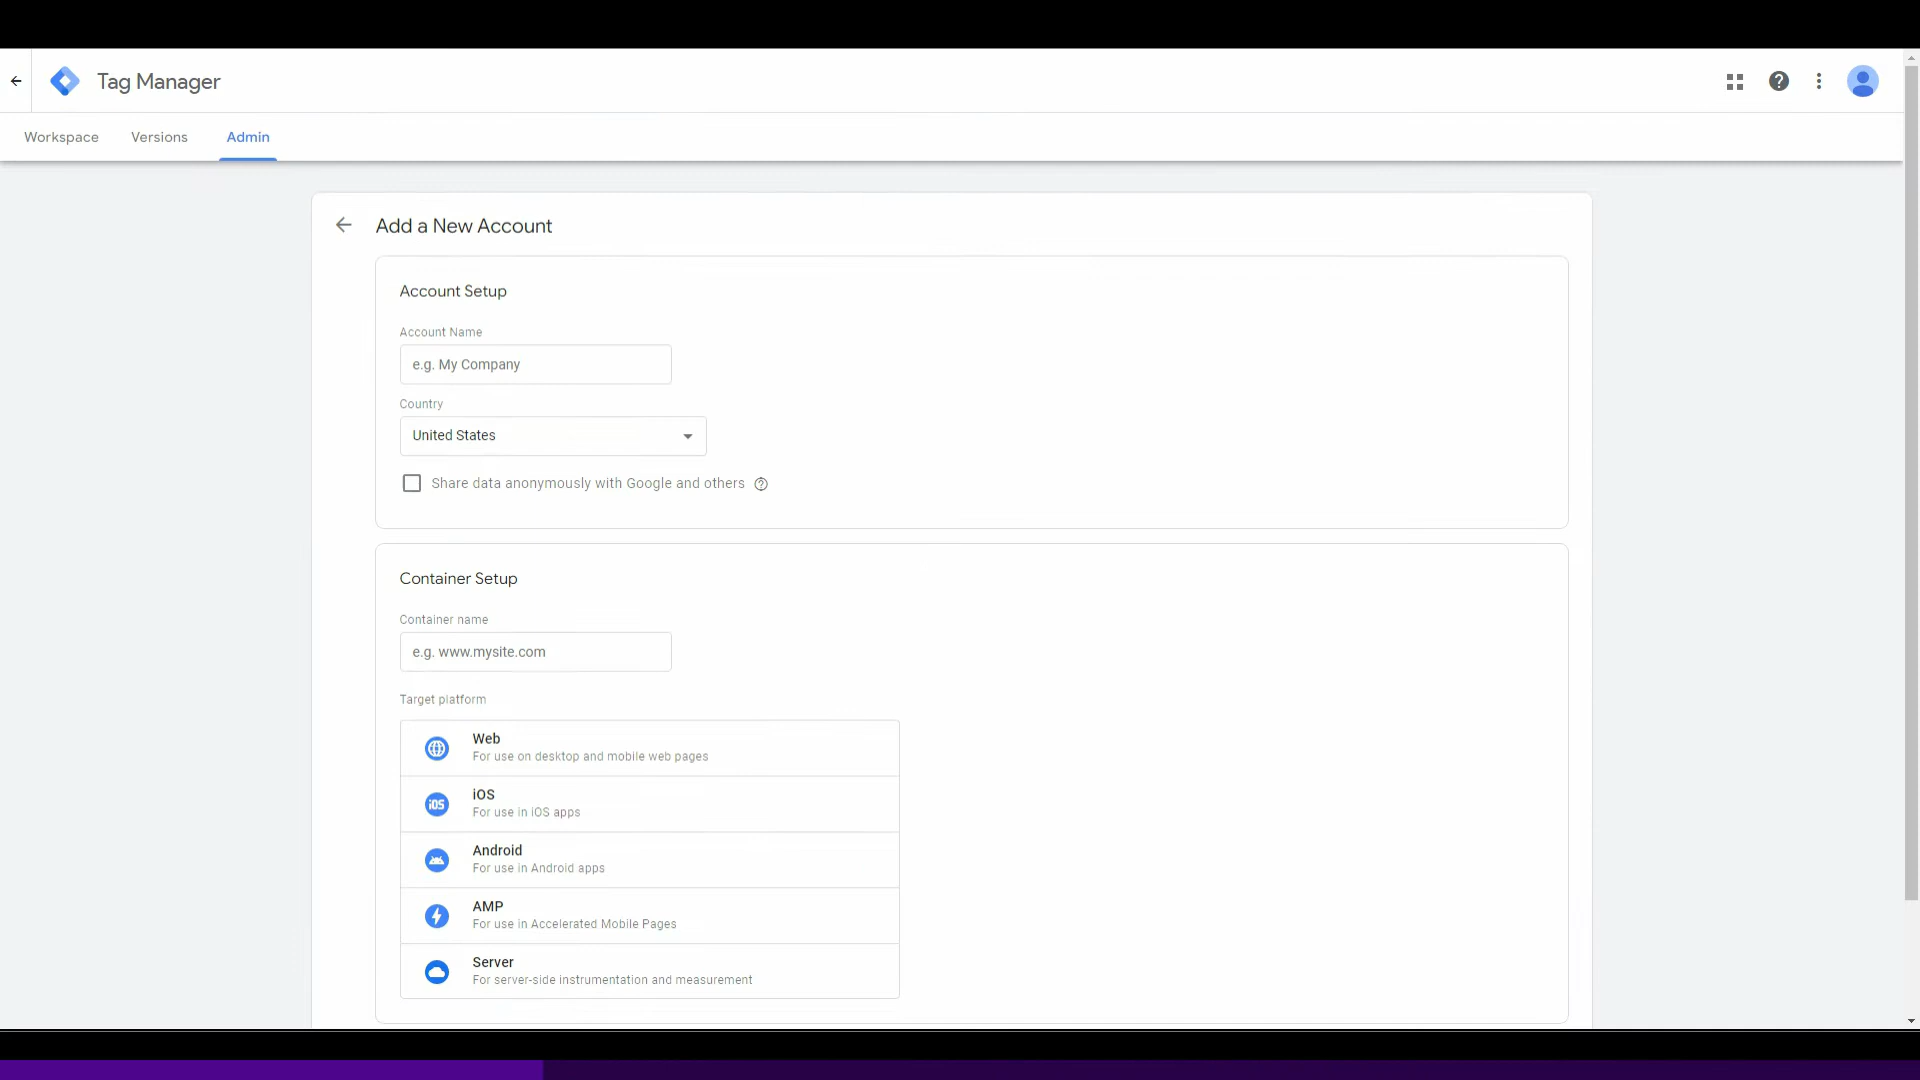 Tag Manager
Workspace
Versions
Admin
Add a New Account
Account Setup
Account Name
e.g. My Company
Country
United States
Share data anonymously with Google and others
Container Setup
Container name
e.g. www.mysite.com
Target platform
Web
For use on desktop and mobile web pages
iOS
iOS
For use in iOS apps
Android
For use in Android apps
AMP
For use in Accelerated Mobile Pages
Server
For server-side instrumentation and measurement